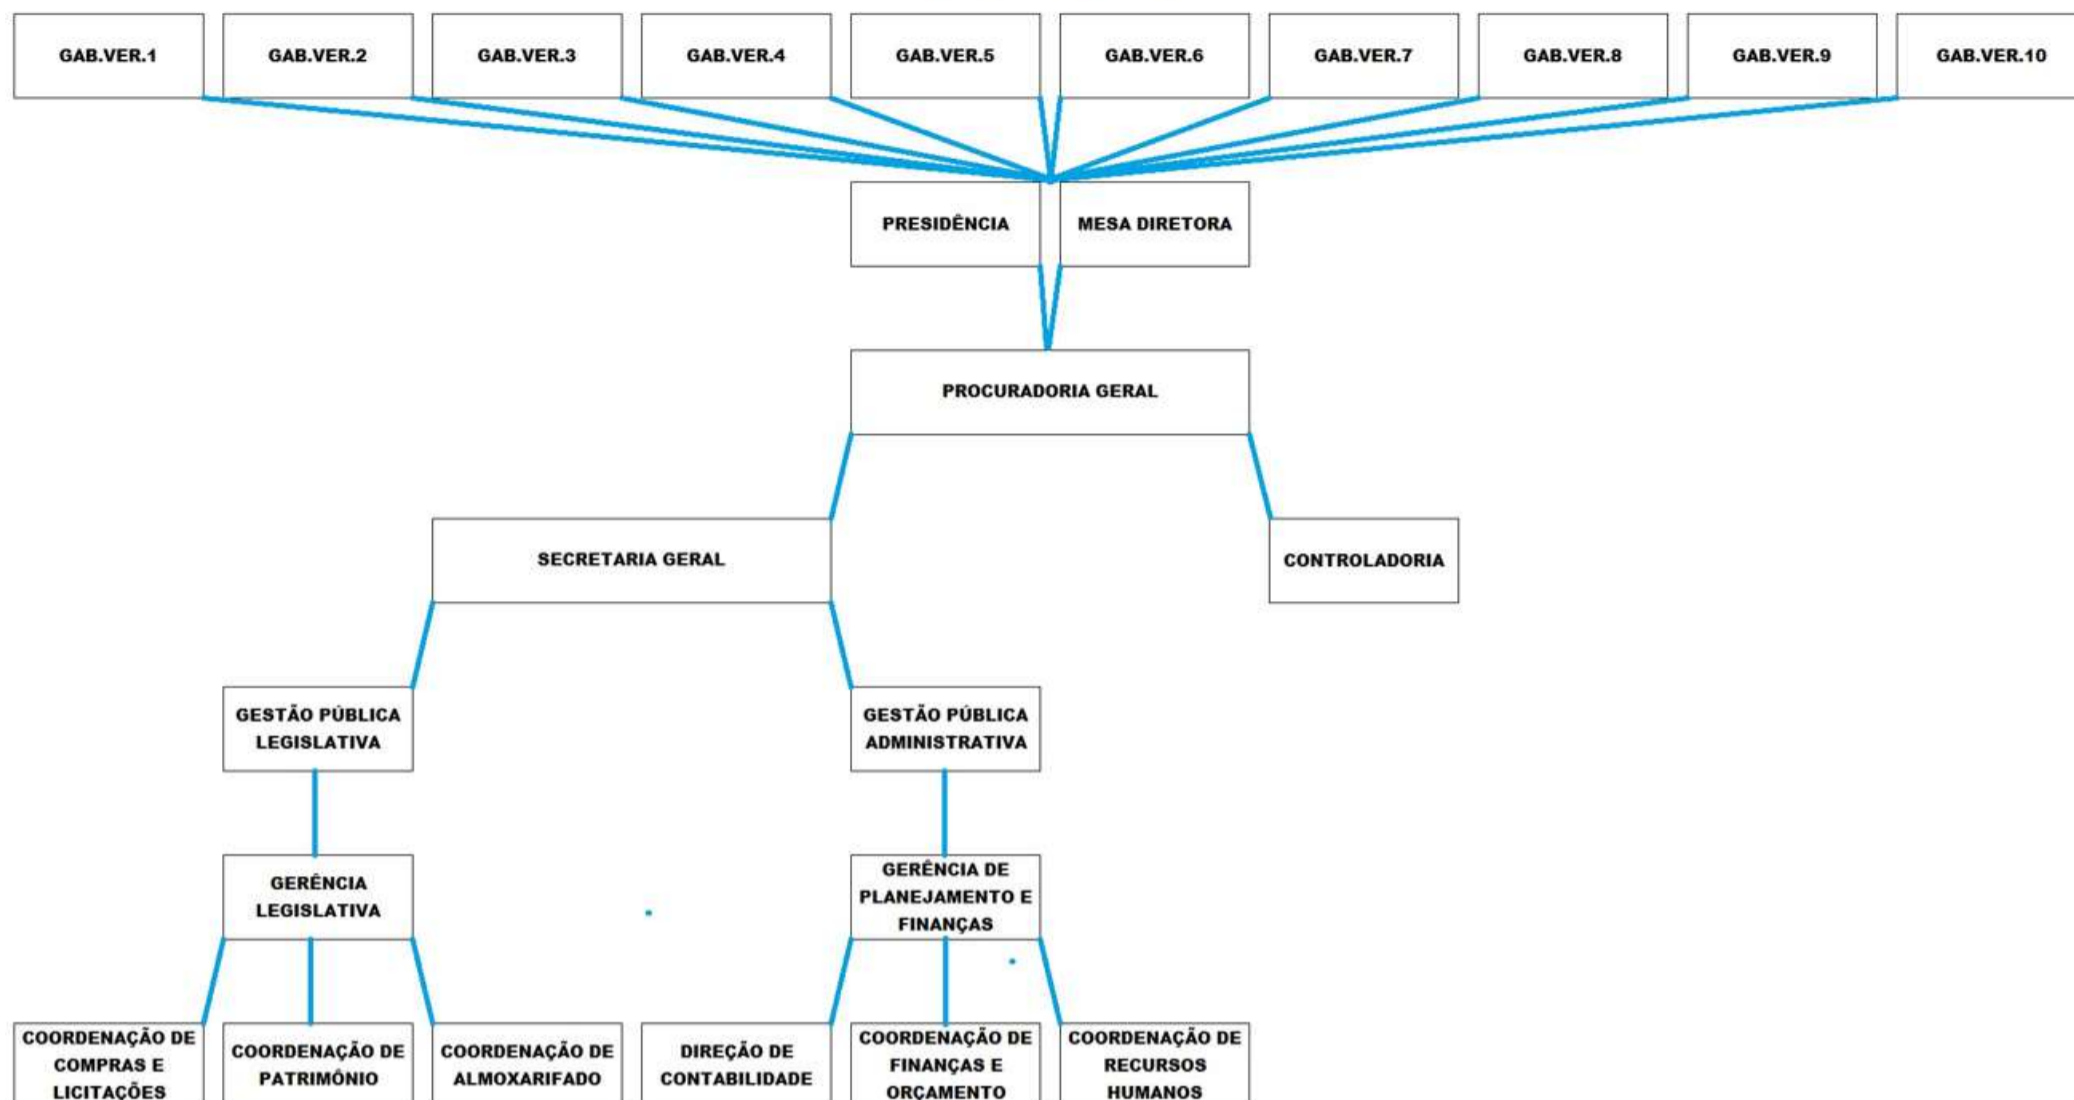 GAB.VER.1
GAB.VER.2
GAB.VER.3
GAB.VER.4
GAB.VER.5
GAB.VER.6
GAB.VER.7
GAB.VER.8
GAB.VER.9
GAB.VER.10
PRESIDÊNCIA
MESA DIRETORA
PROCURADORIA GERAL
SECRETARIA GERAL
CONTROLADORIA
GESTÃO PÚBLICA
LEGISLATIVA
GESTÃO PÚBLICA
ADMINISTRATIVA
GERÊNCIA
LEGISLATIVA
GERÊNCIA DE
PLANEJAMENTO E
FINANÇAS
COORDENAÇÃO DE
COMPRAS E
LICITAÇÕES
COORDENAÇÃO DE
PATRIMÔNIO
COORDENAÇÃO DE
ALMOXARIFADO
DIREÇÃO DE
CONTABILIDADE
COORDENAÇÃO DE
FINANÇAS E
ORÇAMENTO
COORDENAÇÃO DE
RECURSOS
HUMANOS